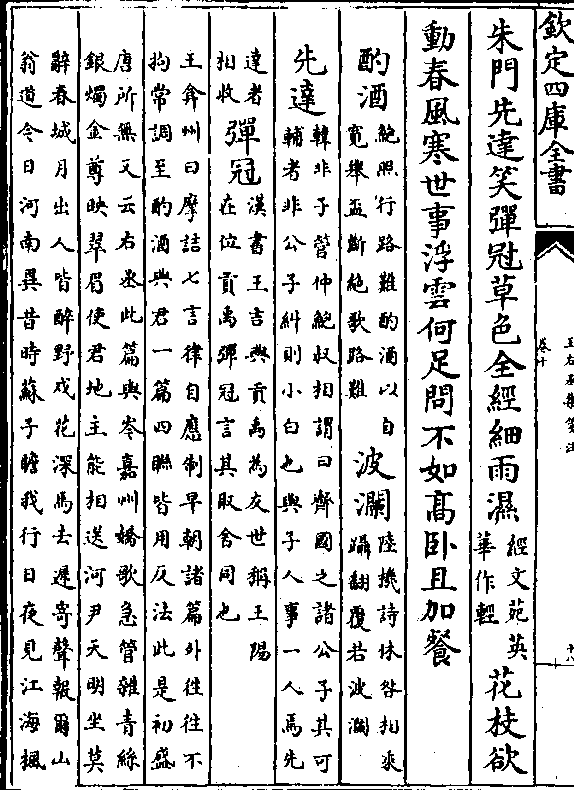 欽定四庫全書
王右丞集箋注
卷十
十八
朱門先達笑彈冠草色全經細雨濕
經文苑英
華作輕
花枝欲
動春風寒世事浮雲何足問不如髙卧且加餐
酌酒
鮑照行路難酌酒以自
寛舉盃斷絶歌路難
波瀾
陸機詩休咎相乘
躡翻覆若波瀾
先達
韓非子管仲鮑叔相謂曰齊國之諸公子其可
輔者非公子糾則小白也與子人事一人焉先
達者
相收
彈冠
漢書王吉與貢禹為友世稱王陽
在位貢禹彈冠言其取舍同也
王弇州曰摩詰七言律自應制早朝諸篇外徃徃不
拘常調至酌酒與君一篇四聯皆用仄法此是初盛
唐所無又云右丞此篇與岑嘉州嬌歌急管雜青絲
銀燭金尊映翠眉使君地主能相送河尹天明坐莫
辭春城月出人皆醉野戍花深馬去遲寄聲報爾山
翁道今日河南異昔時蘇子瞻我行日夜見江海楓